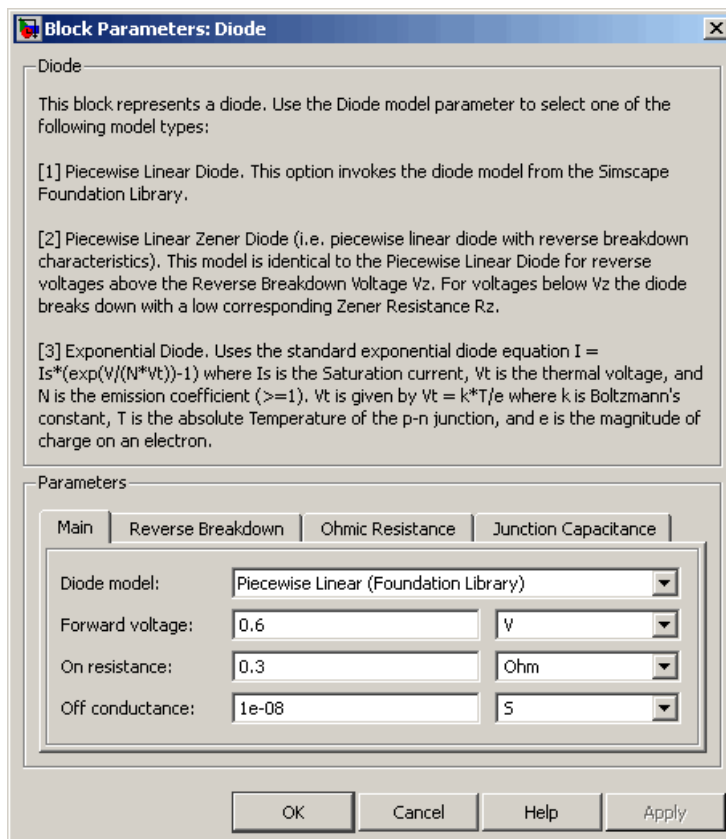 Block Parameters: Diode
Diode
This block represents a diode. Use the Diode model parameter to select one of the
following model types:
[1] Piecewise Linear Diode. This option invokes the diode model from the Simscape
Foundation Library.
[2] Piecewise Linear Zener Diode (i.e. piecewise linear diode with reverse breakdown
characteristics). This model is identical to the Piecewise Linear Diode for reverse
voltages above the Reverse Breakdown Voltage Vz. For voltages below Vz the diode
breaks down with a low corresponding Zener Resistance Rz.
[3] Exponential Diode. Uses the standard exponential diode equation I =
Is*(exp(V/(N*Vt))-1) where Is is the Saturation current, Vt is the thermal voltage, and
N is the emission coefficient (>=1). Vt is given by Vt = k*T/e where k is Boltzmann's
constant, T is the absolute Temperature of the p-n junction, and e is the magnitude of
charge on an electron.
Parameters
Main Reverse Breakdown Ohmic Resistance Junction Capacitance
Diode model: Piecewise Linear (Foundation Library)
Forward voltage: 0.6 V
On resistance: 0.3 Ohm
Off conductance: 1e-08 S
OK Cancel Help Apply